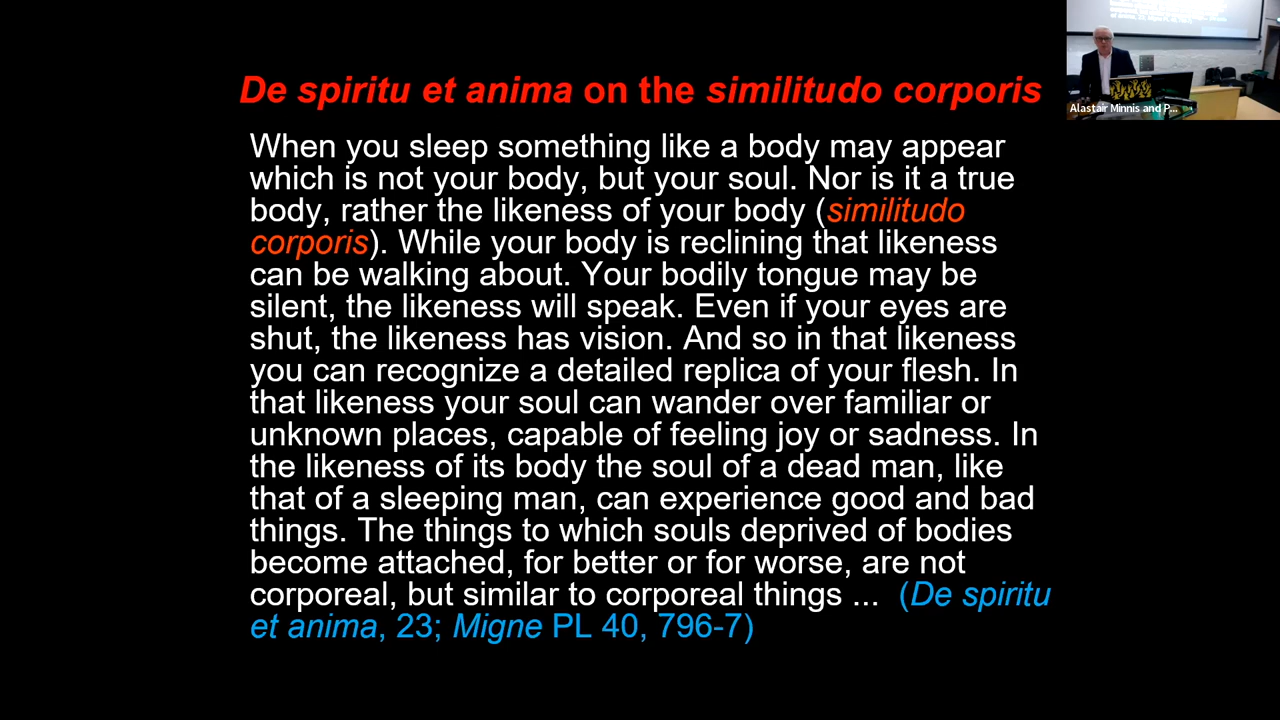 De spiritu et anima on the similitudo corporis
When you sleep something like a body may appear
which is not your body, but your soul. Nor is it a true
body, rather the likeness of your body (similitudo
corporis). While your body is reclining that likeness
can be walking about. Your bodily tongue may be
silent, the likeness will speak. Even if your eyes are
shut, the likeness has vision. And so in that likeness
you can recognize a detailed replica of your flesh. In
that likeness your soul can wander over familiar or
unknown places, capable of feeling joy or sadness. In
the likeness of its body the soul of a dead man, like
that of a sleeping man, can experience good and bad
things. The things to which souls deprived of bodies
become attached, for better or for worse, are not
corporeal, but similar to corporeal things ... (De spiritu
et anima, 23; Migne PL 40, 796-7)
Alastair Minnis and P...